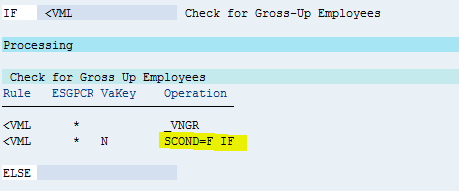 IF <VML Check for Gross-Up Employees
Processing
Check for Gross Up Employees
Rule ESGPCR VaKey Operation
<VML * _VNGR
<VML * N SCOND=F IF
ELSE